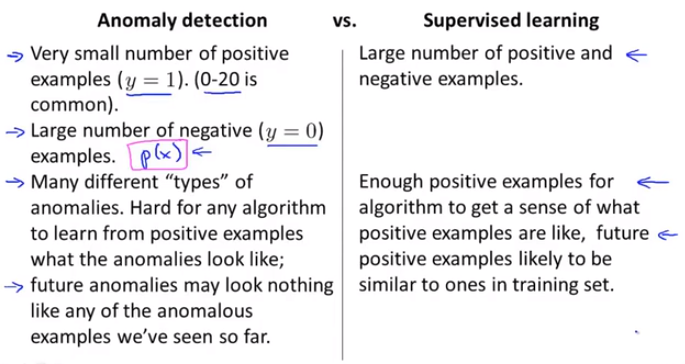 Anomaly detection vs. Supervised learning
→ Very small number of positive
examples (y = 1). (0-20 is
common).
→ Large number of negative (y = 0)
examples. p(x) ←
→ Many different “types” of
anomalies. Hard for any algorithm
to learn from positive examples
what the anomalies look like;
→ future anomalies may look nothing
like any of the anomalous
examples we’ve seen so far.
Large number of positive and ←
negative examples.
Enough positive examples for ←
algorithm to get a sense of what
positive examples are like, future ←
positive examples likely to be
similar to ones in training set.